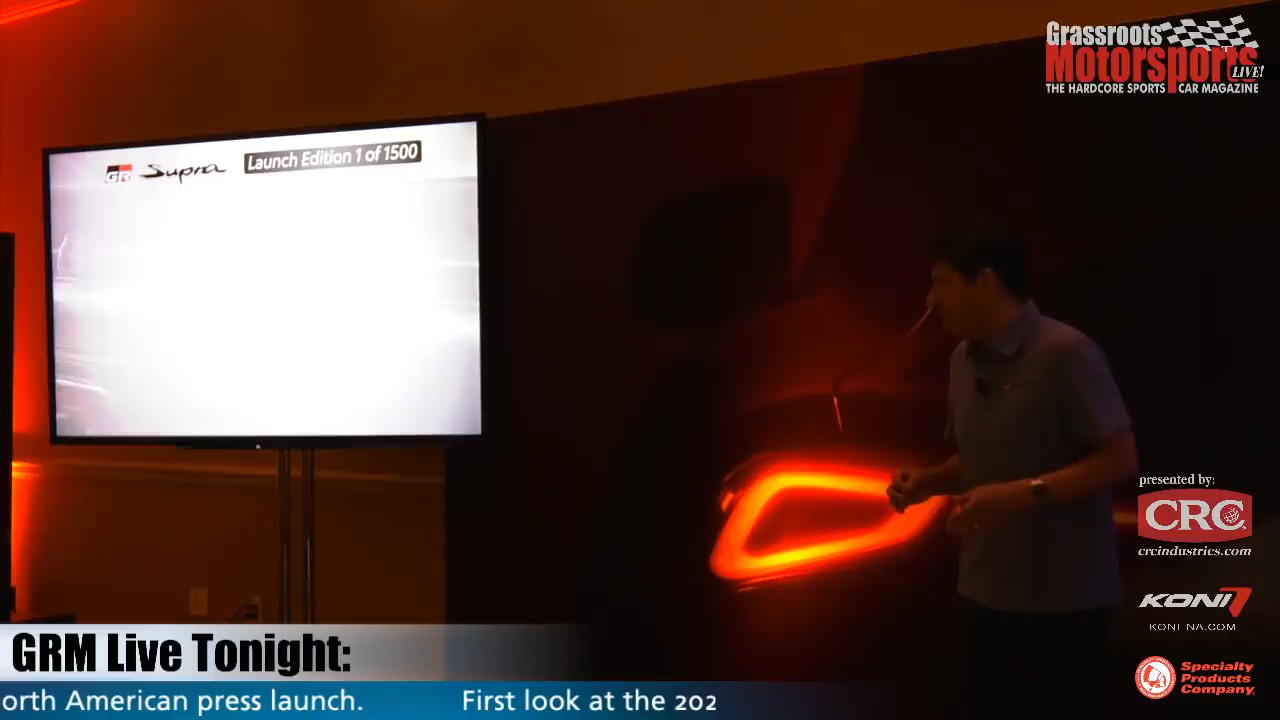 Grassroots
Motorsports
LIVE!
THE HARDCORE SPORTS CAR MAGAZINE
GR Supra Launch Edition 1 of 1500
presented by:
CRC
crcindustries.com
KONI
KONI-NA.COM
Specialty
Products
Company
GRM Live Tonight:
orth American press launch. First look at the 202